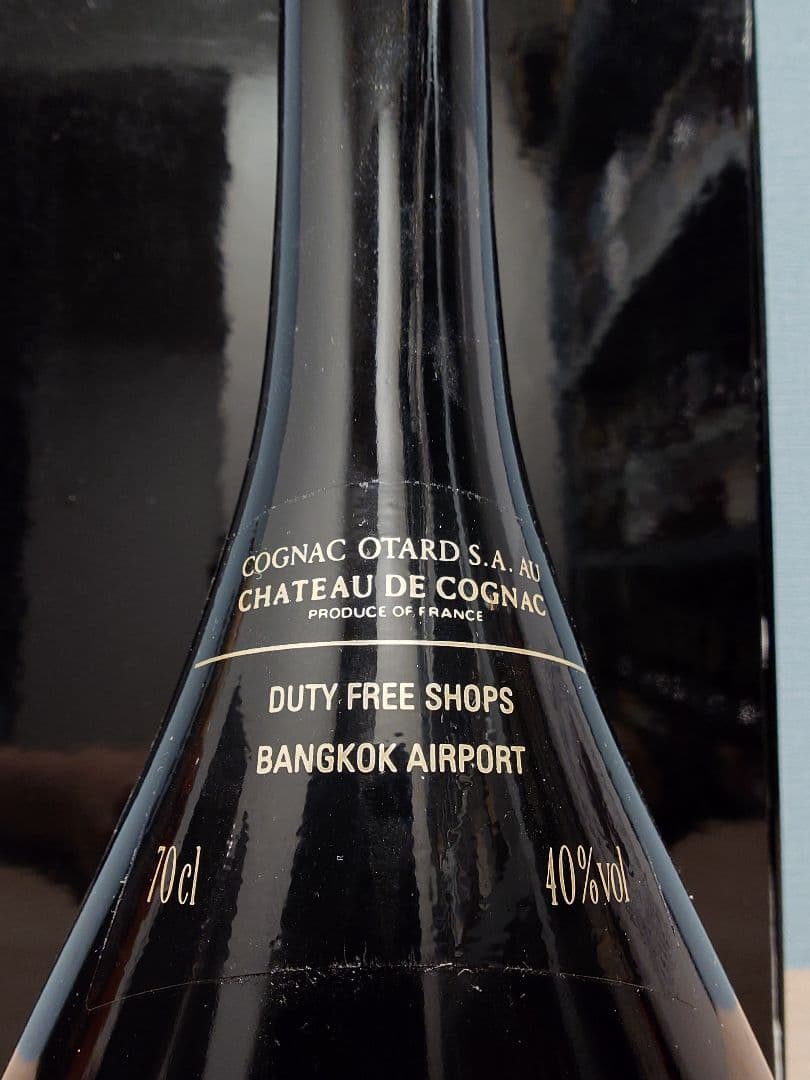 COGNAC OTARD S.A. AU
CHATEAU DE COGNAC
PRODUCE OF FRANCE
DUTY FREE SHOPS
BANGKOK AIRPORT
70cl 40%vol